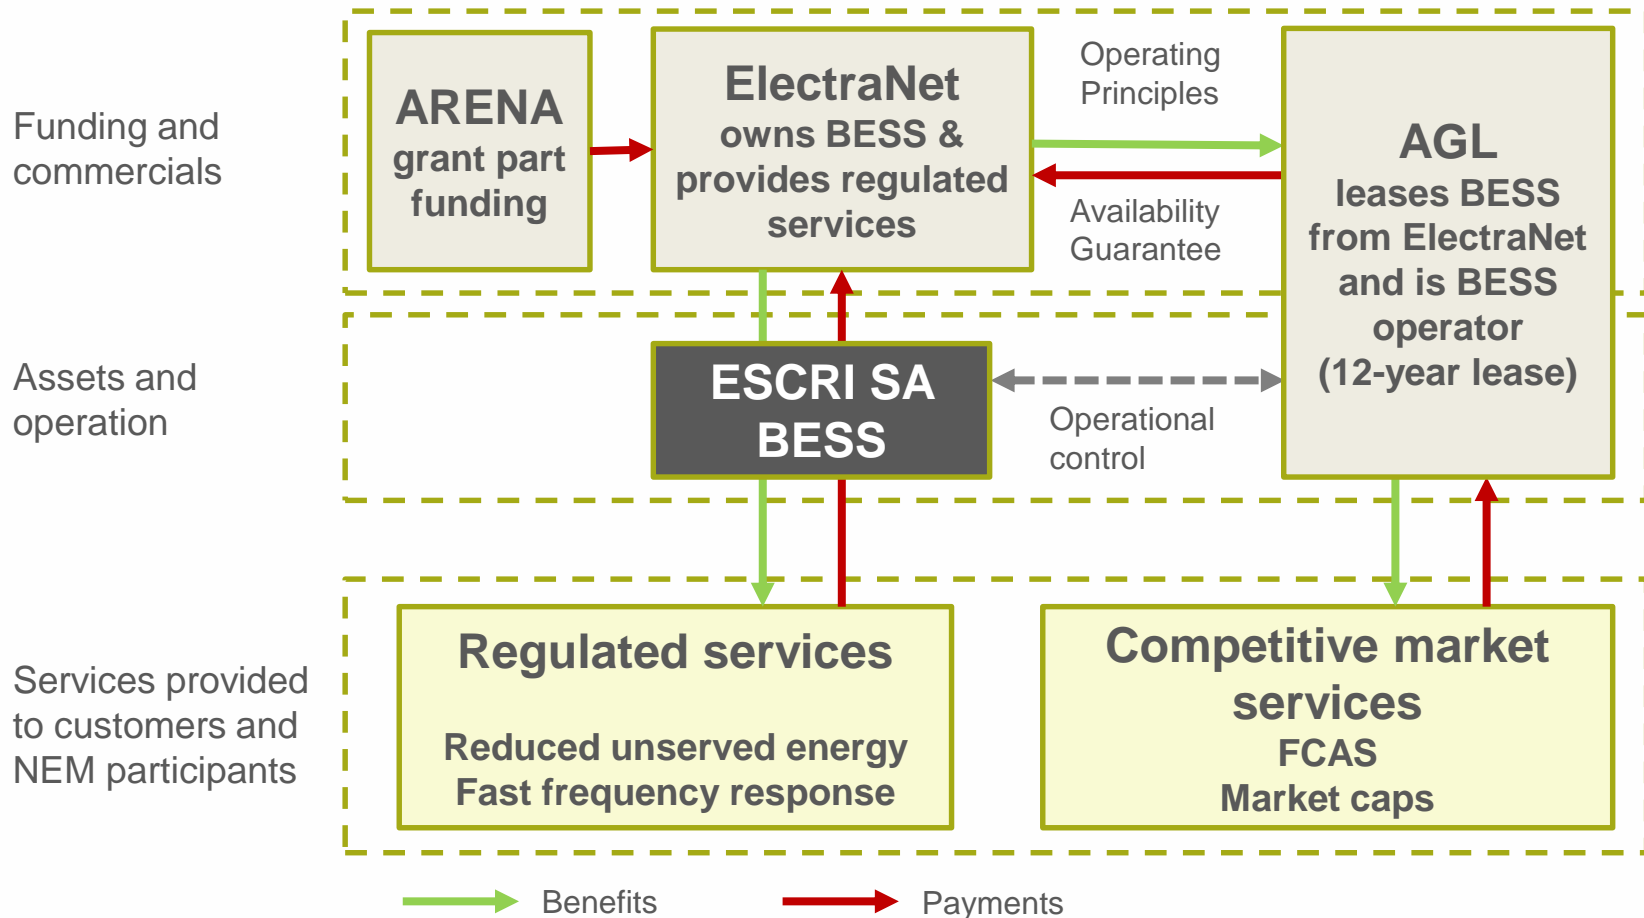 Funding and
commercials
ARENA
grant part
funding
ElectraNet
owns BESS &
provides regulated
services
Operating
Principles
Availability
Guarantee
AGL
leases BESS
from ElectraNet
and is BESS
operator
(12-year lease)
Assets and
operation
ESCRI SA
BESS
Operational
control
Services provided
to customers and
NEM participants
Regulated services
Reduced unserved energy
Fast frequency response
Competitive market
services
FCAS
Market caps
Benefits
Payments